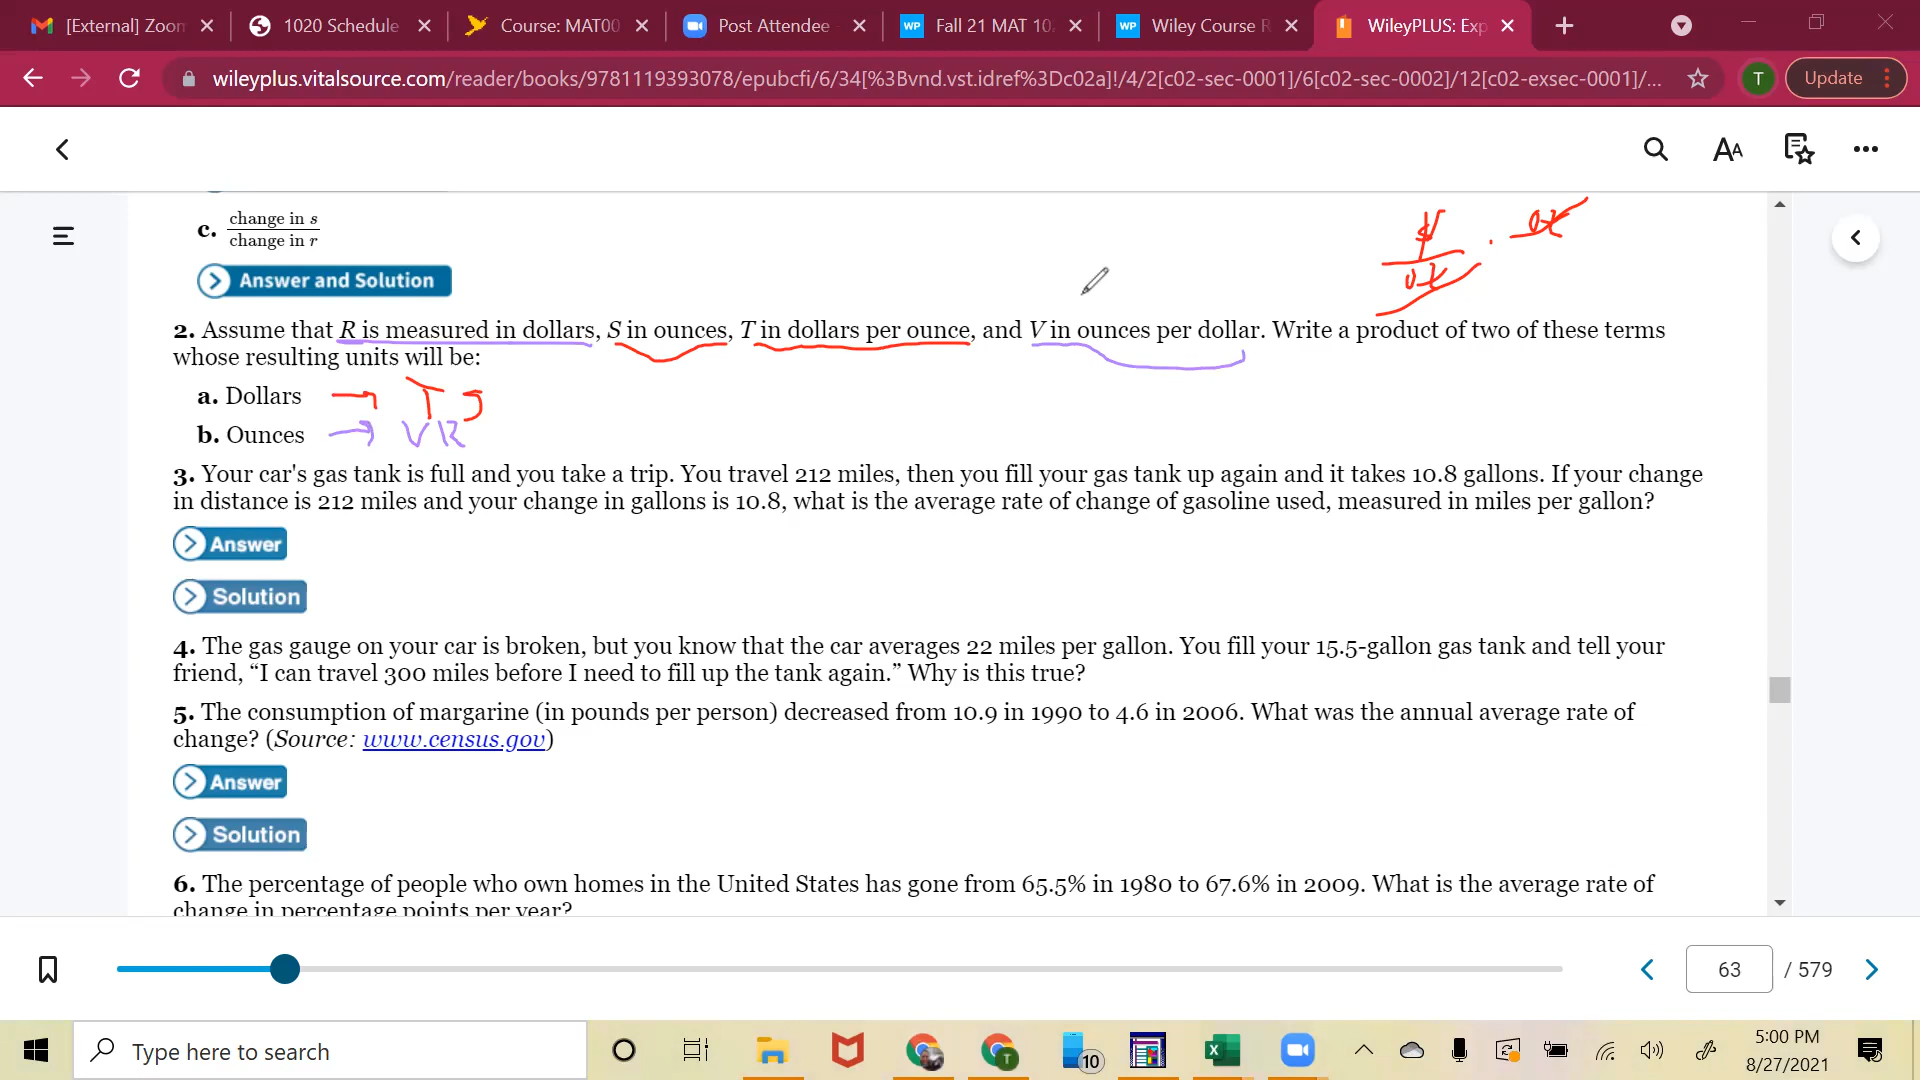 [External] Zoom
1020 Schedule
Course: MAT00
Post Attendee -
WP Fall 21 MAT 10
WP Wiley Course R
WileyPLUS: Exp
wileyplus.vitalsource.com/reader/books/9781119393078/epubcfi/6/34[%3Bvnd.vst.idref%3Dc02a]!/4/2[c02-sec-0001]/6[c02-sec-0002]/12[c02-exsec-0001]/...
T
Update
AA
c. change in s
change in r
$
oz . oz
Answer and Solution
2. Assume that R is measured in dollars, S in ounces, T in dollars per ounce, and V in ounces per dollar. Write a product of two of these terms
whose resulting units will be:
a. Dollars → T S
b. Ounces → V R
3. Your car's gas tank is full and you take a trip. You travel 212 miles, then you fill your gas tank up again and it takes 10.8 gallons. If your change
in distance is 212 miles and your change in gallons is 10.8, what is the average rate of change of gasoline used, measured in miles per gallon?
Answer
Solution
4. The gas gauge on your car is broken, but you know that the car averages 22 miles per gallon. You fill your 15.5-gallon gas tank and tell your
friend, “I can travel 300 miles before I need to fill up the tank again.” Why is this true?
5. The consumption of margarine (in pounds per person) decreased from 10.9 in 1990 to 4.6 in 2006. What was the annual average rate of
change? (Source: www.census.gov)
Answer
Solution
6. The percentage of people who own homes in the United States has gone from 65.5% in 1980 to 67.6% in 2009. What is the average rate of
change in percentage points per year?
63 / 579
Type here to search
T
10
X
5:00 PM
8/27/2021